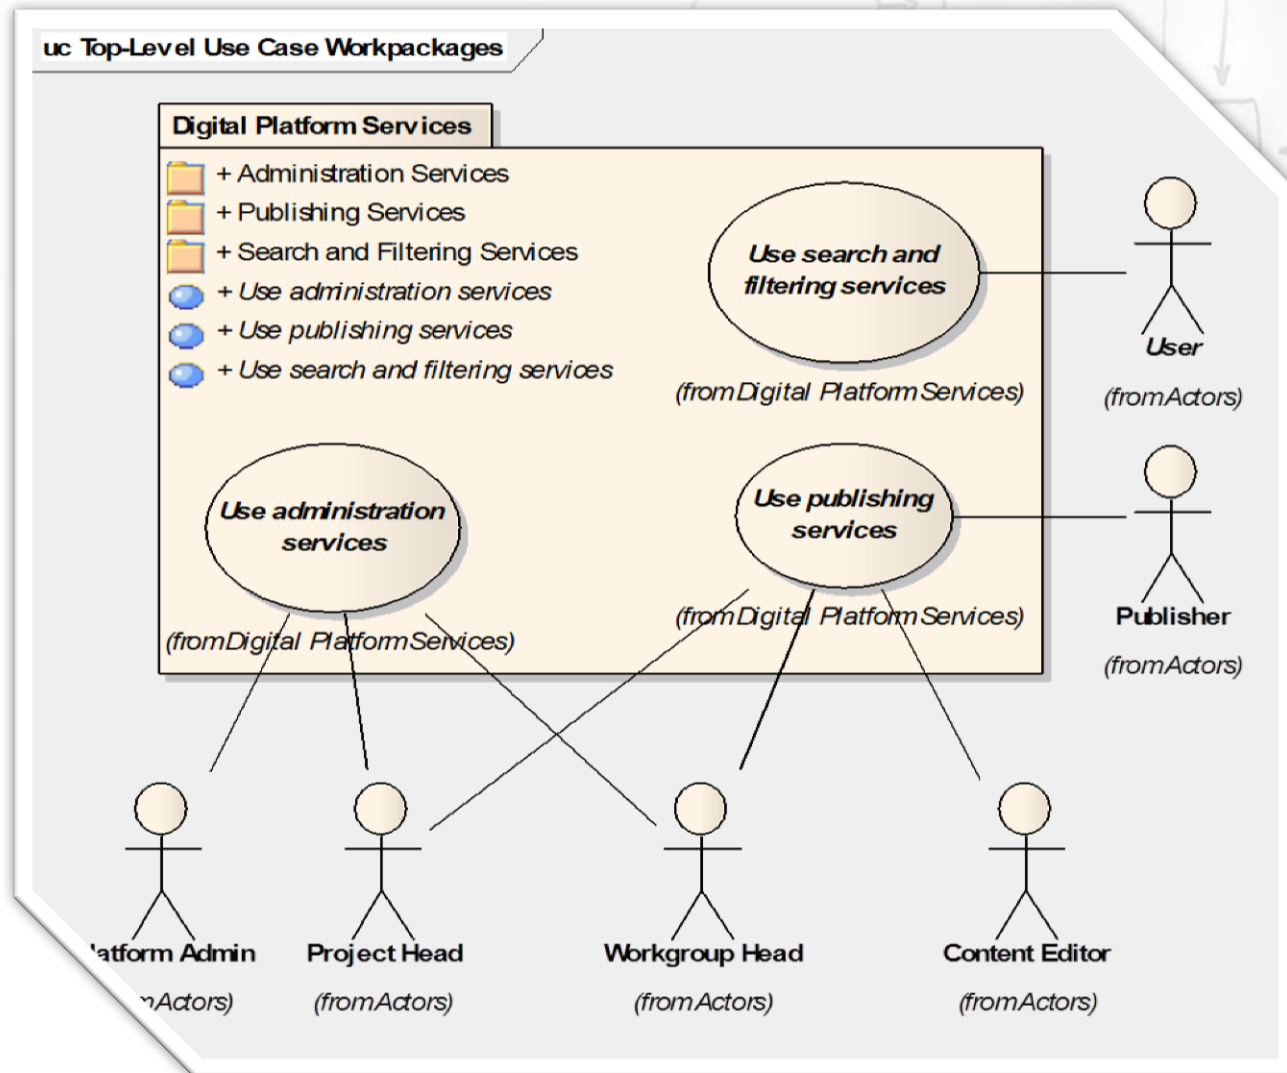 uc Top-Level Use Case Workpackages
Digital Platform Services
+ Administration Services
+ Publishing Services
+ Search and Filtering Services
+ Use administration services
+ Use publishing services
+ Use search and filtering services
Use search and
filtering services
(from Digital Platform Services)
User
(from Actors)
Use administration
services
(from Digital Platform Services)
Use publishing
services
(from Digital Platform Services)
Publisher
(from Actors)
latform Admin
Actors)
Project Head
(from Actors)
Workgroup Head
(from Actors)
Content Editor
(from Actors)